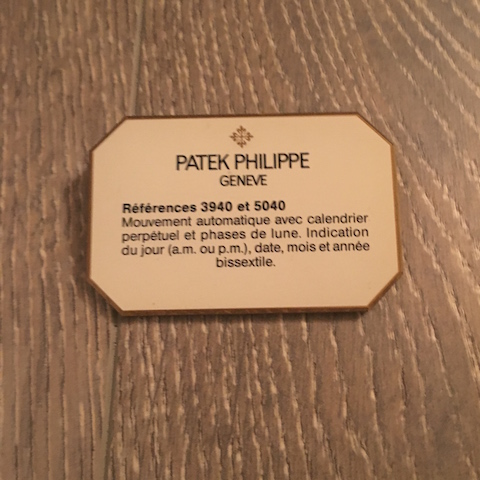 PATEK PHILIPPE
GENEVE
Références 3940 et 5040
Mouvement automatique avec calendrier
perpétuel et phases de lune. Indication
du jour (a.m. ou p.m.), date, mois et année
bissextile.